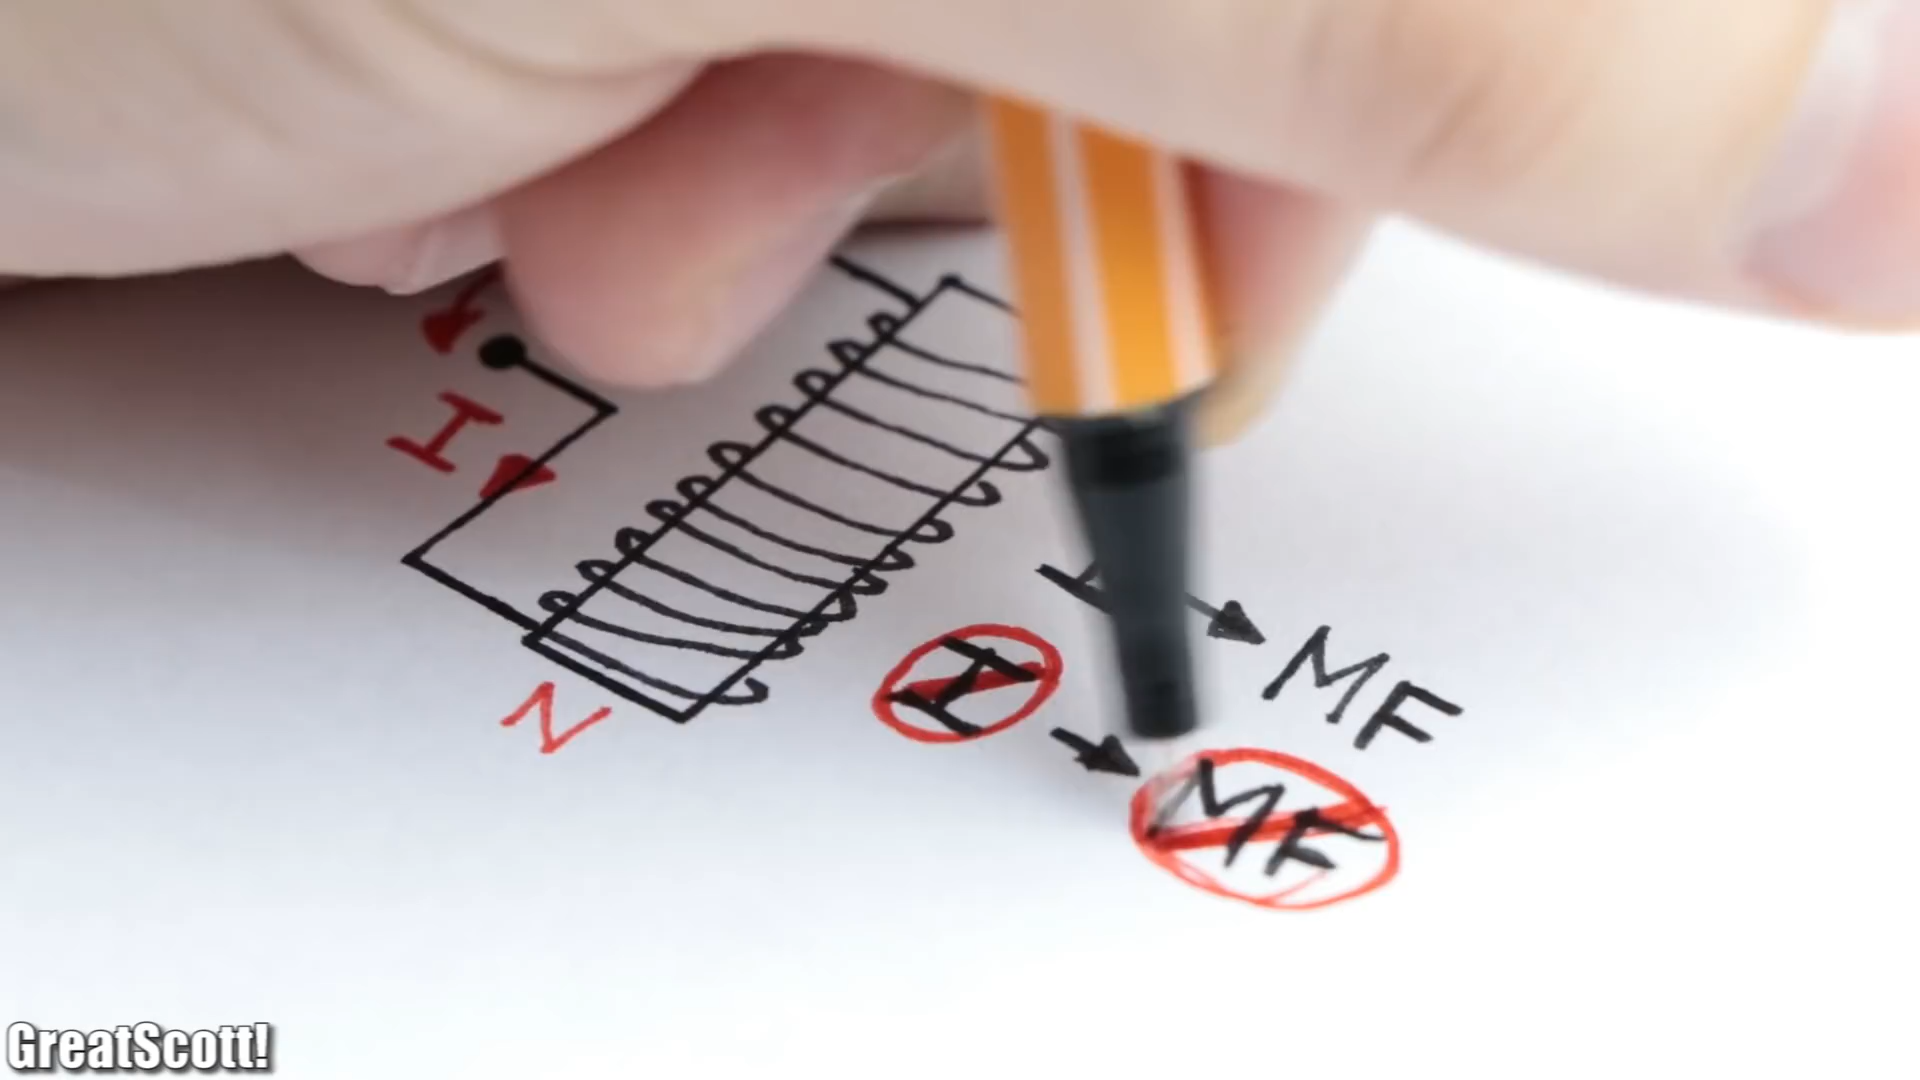 I
N
I → MF
I → MF
GreatScott!